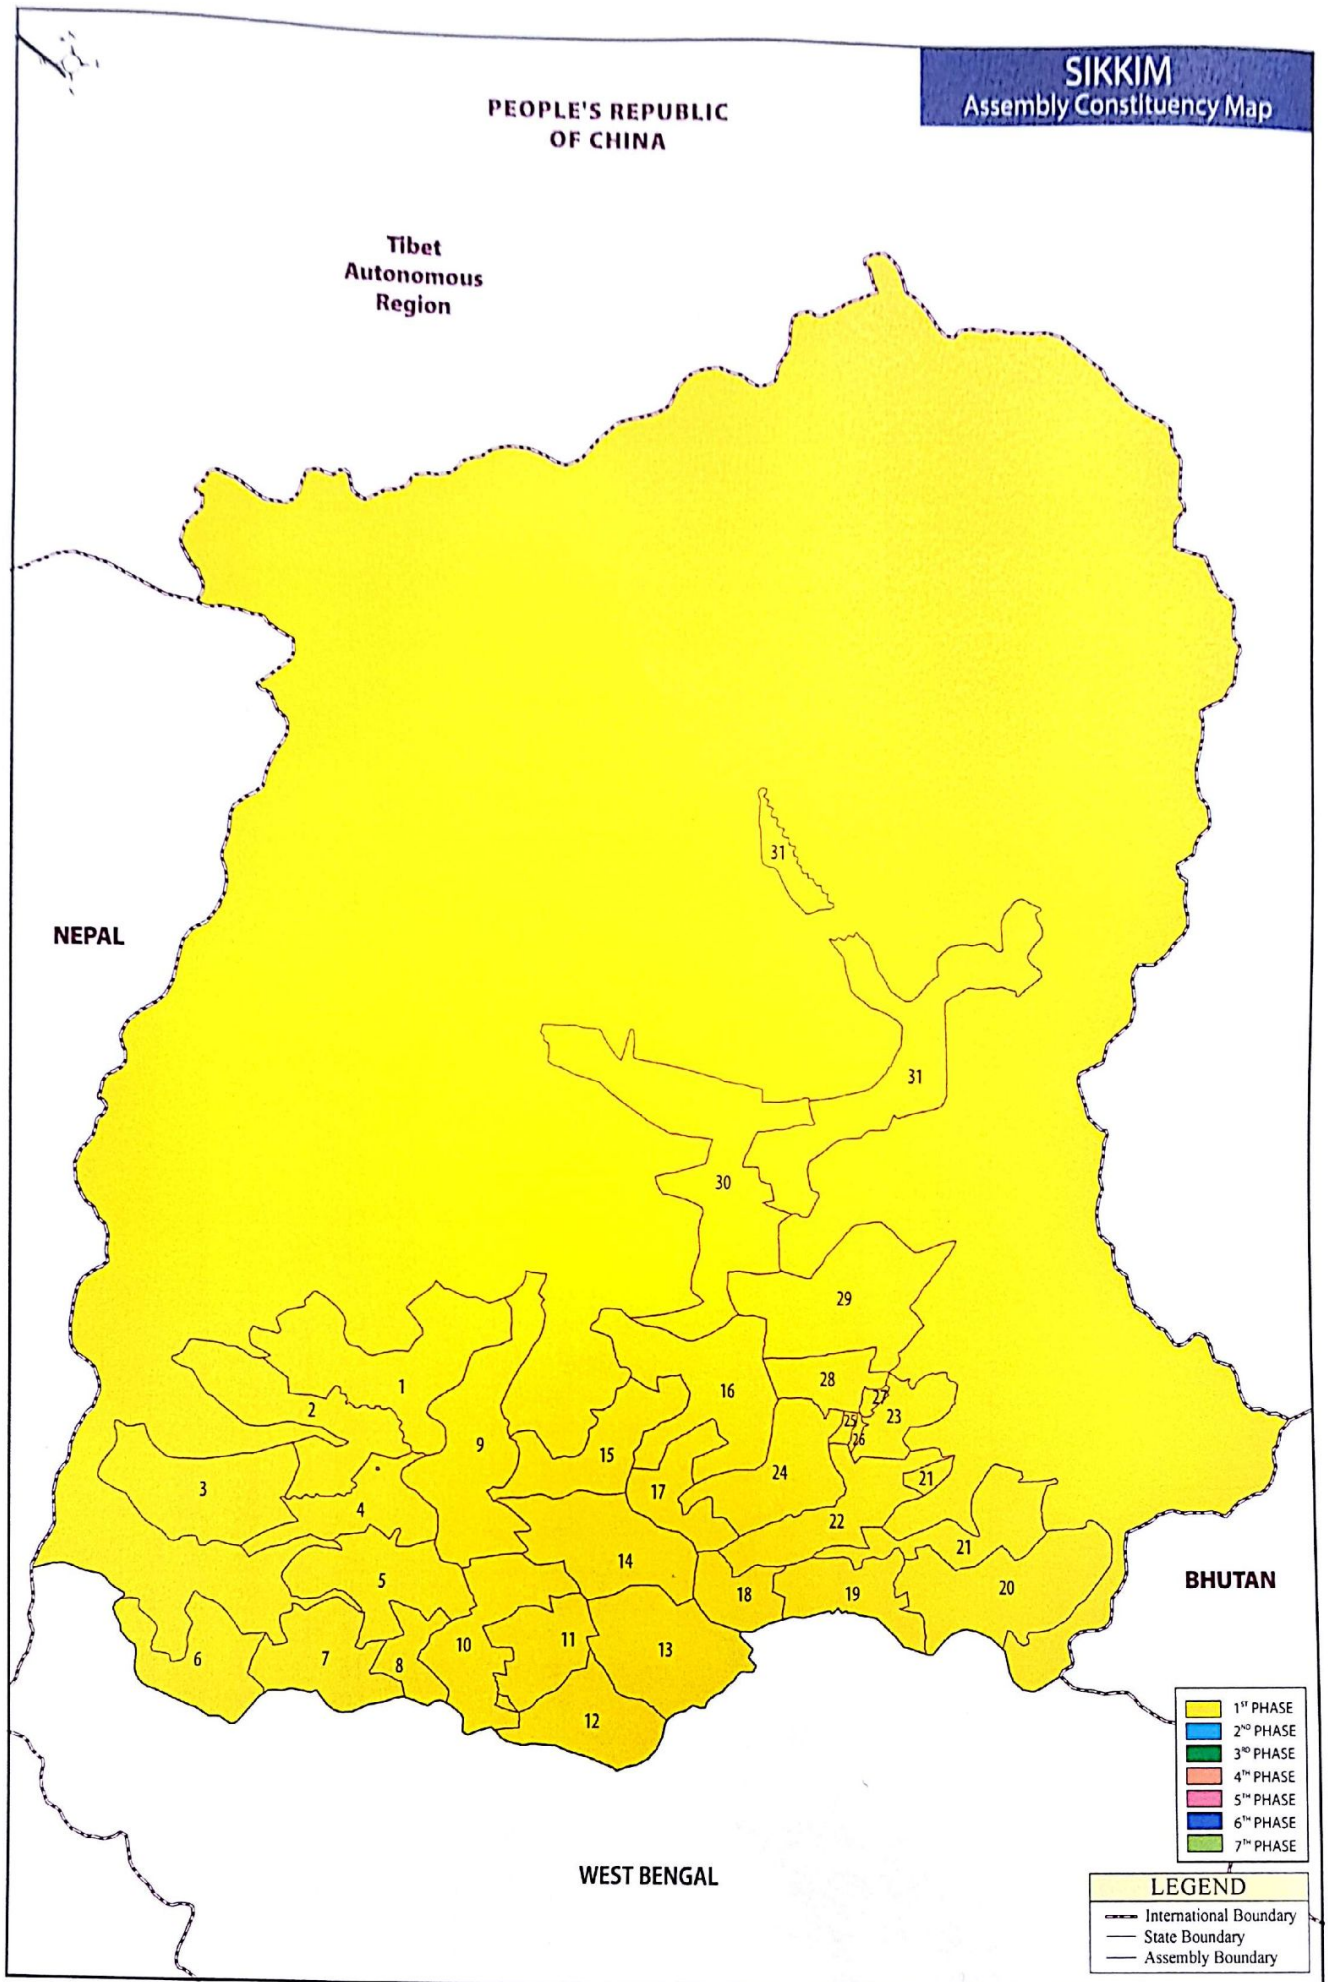 SIKKIM
Assembly Constituency Map
PEOPLE'S REPUBLIC
OF CHINA
Tibet
Autonomous
Region
NEPAL
31
31
30
29
28
27
23
25
26
16
1
2
9
15
24
21
3
4
17
22
21
14
5
18
19
20
BHUTAN
10
11
13
6
7
8
12
1ST PHASE
2ND PHASE
3RD PHASE
4TH PHASE
5TH PHASE
6TH PHASE
7TH PHASE
WEST BENGAL
LEGEND
International Boundary
State Boundary
Assembly Boundary